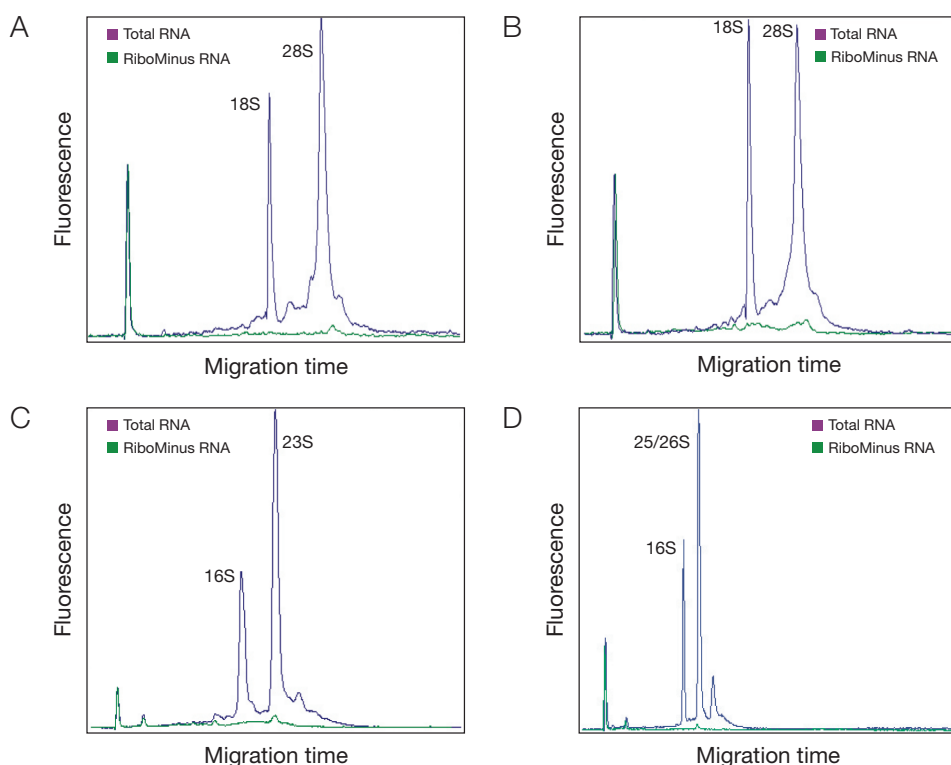 A
Total RNA
RiboMinus RNA
18S
28S
Fluorescence
Migration time
B
Total RNA
RiboMinus RNA
18S
28S
Fluorescence
Migration time
C
Total RNA
RiboMinus RNA
16S
23S
Fluorescence
Migration time
D
Total RNA
RiboMinus RNA
25/26S
16S
Fluorescence
Migration time